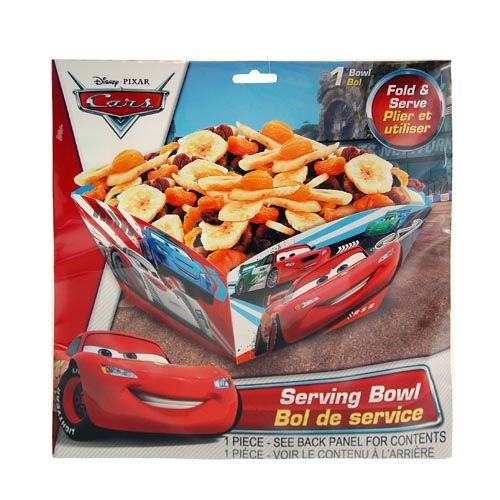 Disney · PIXAR
Cars
1 Bowl
Bol
Fold &
Serve
Plier et
utiliser
Serving Bowl
Bol de service
1 PIECE - SEE BACK PANEL FOR CONTENTS
1 PIÈCE - VOIR LE CONTENU À L'ARRIÈRE